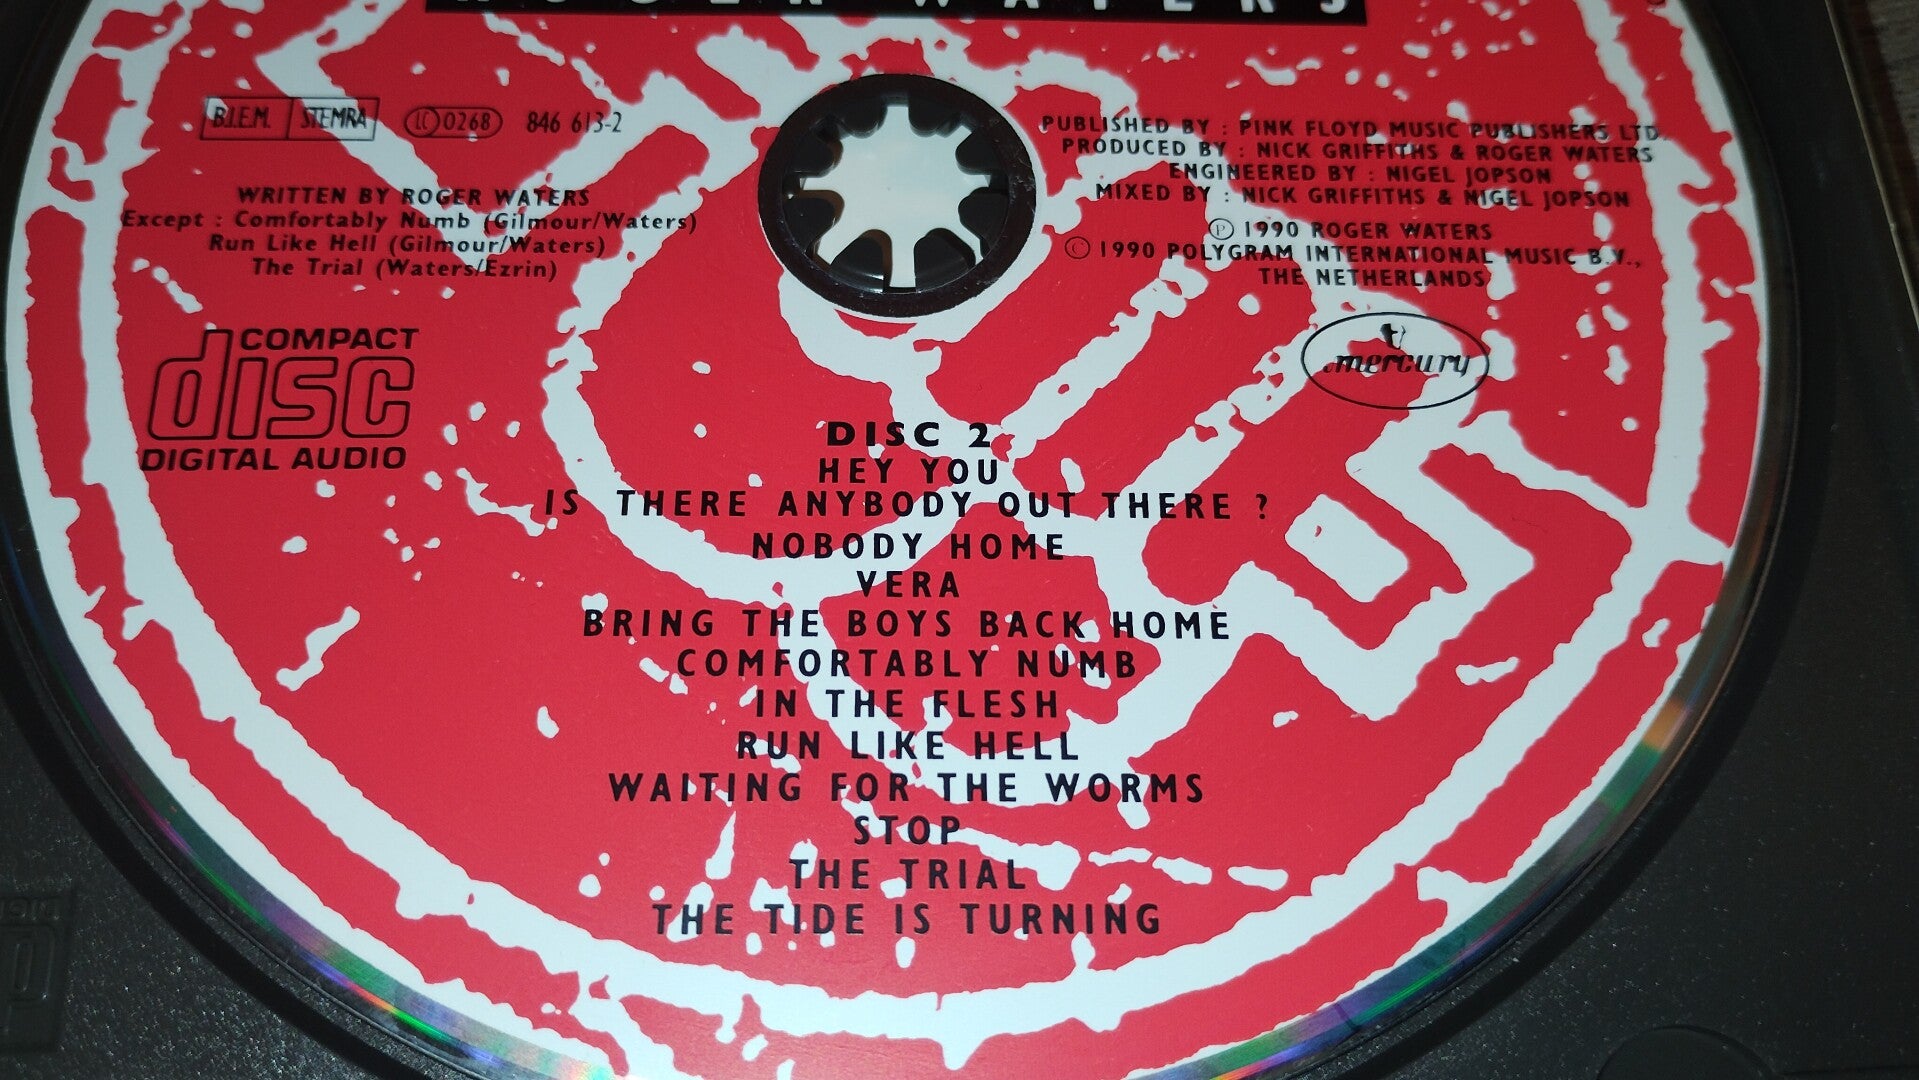 ROGER WATERS
B.I.E.M. STEMRA LC 0268 846 613-2
WRITTEN BY ROGER WATERS
Except : Comfortably Numb (Gilmour/Waters)
Run Like Hell (Gilmour/Waters)
The Trial (Waters/Ezrin)
PUBLISHED BY : PINK FLOYD MUSIC PUBLISHERS LTD.
PRODUCED BY : NICK GRIFFITHS & ROGER WATERS
ENGINEERED BY : NIGEL JOPSON
MIXED BY : NICK GRIFFITHS & NIGEL JOPSON
Ⓟ 1990 ROGER WATERS
© 1990 POLYGRAM INTERNATIONAL MUSIC B.V.,
THE NETHERLANDS
COMPACT
disc
DIGITAL AUDIO
mercury
DISC 2
HEY YOU
IS THERE ANYBODY OUT THERE ?
NOBODY HOME
VERA
BRING THE BOYS BACK HOME
COMFORTABLY NUMB
IN THE FLESH
RUN LIKE HELL
WAITING FOR THE WORMS
STOP
THE TRIAL
THE TIDE IS TURNING